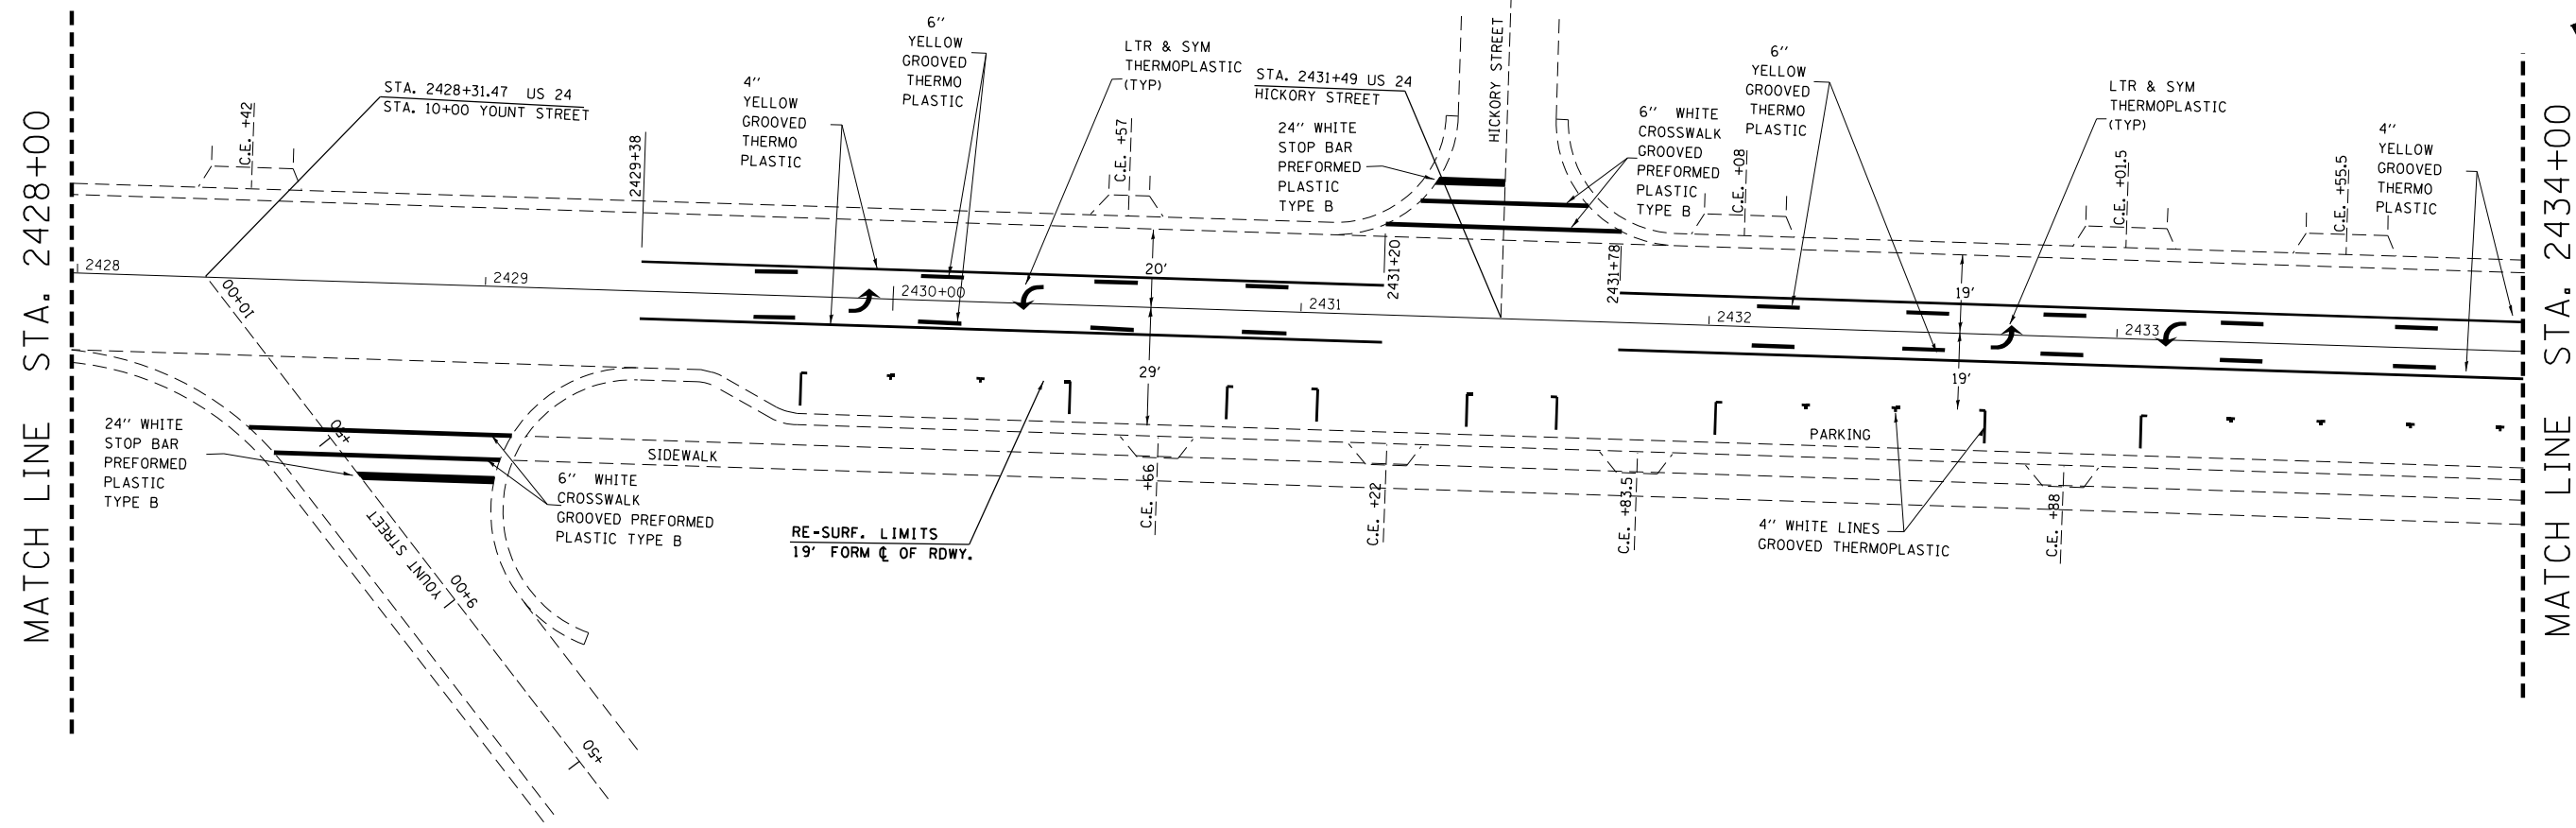 MATCH LINE STA. 2428+00
C.E. +42
STA. 2428+31.47 US 24
STA. 10+00 YOUNT STREET
2429+38
4''
YELLOW
GROOVED
THERMO
PLASTIC
6''
YELLOW
GROOVED
THERMO
PLASTIC
LTR & SYM
THERMOPLASTIC
(TYP)
C.E. +57
STA. 2431+49 US 24
HICKORY STREET
24'' WHITE
STOP BAR
PREFORMED
PLASTIC
TYPE B
HICKORY STREET
6'' WHITE
CROSSWALK
GROOVED
PREFORMED
PLASTIC
TYPE B
6''
YELLOW
GROOVED
THERMO
PLASTIC
C.E. +08
LTR & SYM
THERMOPLASTIC
(TYP)
C.E. +01.5
C.E. +55.5
4''
YELLOW
GROOVED
THERMO
PLASTIC
MATCH LINE STA. 2434+00
2428
2429
2430+00
2431
2431+20
2431+78
2432
2433
20'
29'
19'
19'
10+00
+50
YOUNT STREET
9+00
+50
24'' WHITE
STOP BAR
PREFORMED
PLASTIC
TYPE B
SIDEWALK
6'' WHITE
CROSSWALK
GROOVED PREFORMED
PLASTIC TYPE B
RE-SURF. LIMITS
19' FORM ℄ OF RDWY.
C.E. +66
C.E. +22
C.E. +83.5
PARKING
4'' WHITE LINES
GROOVED THERMOPLASTIC
C.E. +88